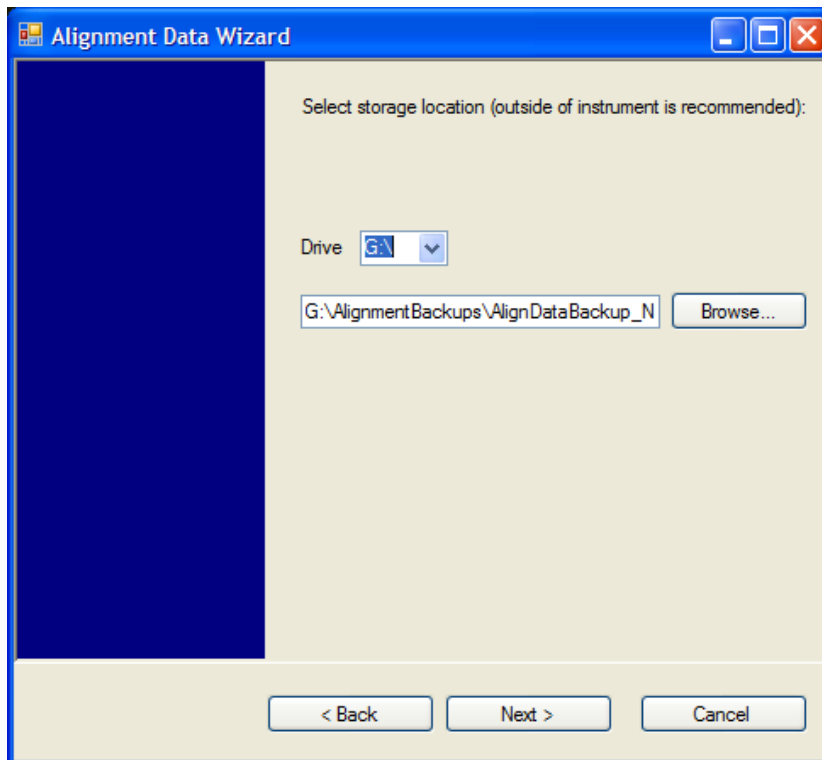 Alignment Data Wizard
Select storage location (outside of instrument is recommended):
Drive G:\
G:\AlignmentBackups\AlignDataBackup_N Browse...
< Back Next > Cancel